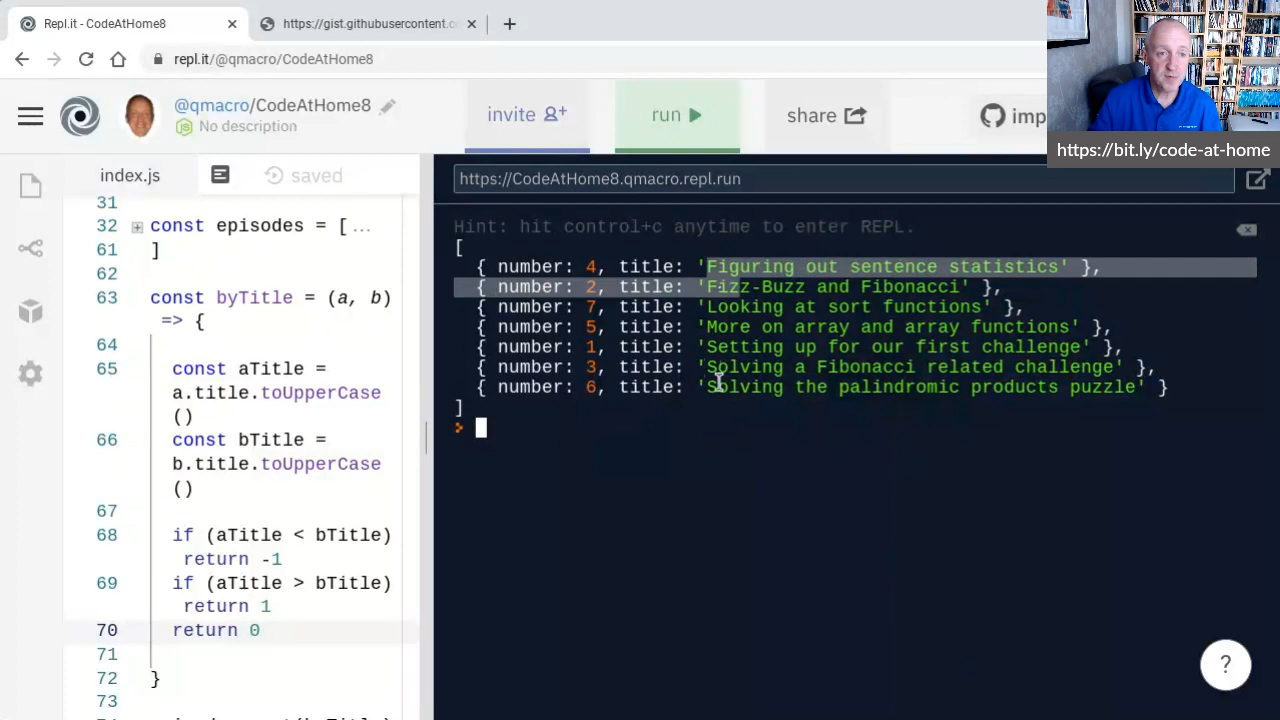 Repl.it - CodeAtHome8
https://gist.githubusercontent.c
repl.it/@qmacro/CodeAtHome8
@qmacro/CodeAtHome8
No description
invite
run
share
imp
https://bit.ly/code-at-home
index.js
saved
https://CodeAtHome8.qmacro.repl.run
31
32 const episodes = [...
61 ]
62
63 const byTitle = (a, b)
=> {
64
65 const aTitle =
a.title.toUpperCase
()
66 const bTitle =
b.title.toUpperCase
()
67
68 if (aTitle < bTitle)
return -1
69 if (aTitle > bTitle)
return 1
70 return 0
71
72 }
73
Hint: hit control+c anytime to enter REPL.
[
{ number: 4, title: 'Figuring out sentence statistics' },
{ number: 2, title: 'Fizz-Buzz and Fibonacci' },
{ number: 7, title: 'Looking at sort functions' },
{ number: 5, title: 'More on array and array functions' },
{ number: 1, title: 'Setting up for our first challenge' },
{ number: 3, title: 'Solving a Fibonacci related challenge' },
{ number: 6, title: 'Solving the palindromic products puzzle' }
]
>
?